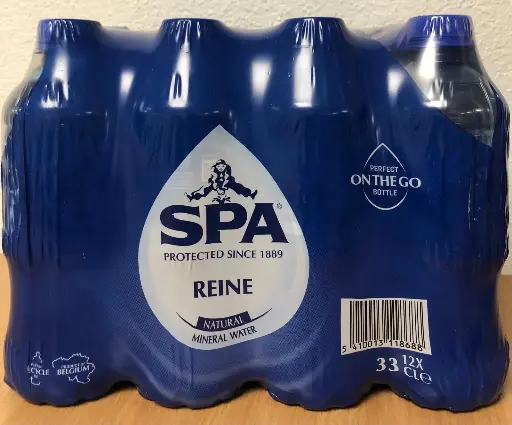 SPA®
PROTECTED SINCE 1889
REINE
NATURAL
MINERAL WATER
PERFECT
ON THE GO
BOTTLE
5 410013 118688
12X
33 CL℮
BELGIUM